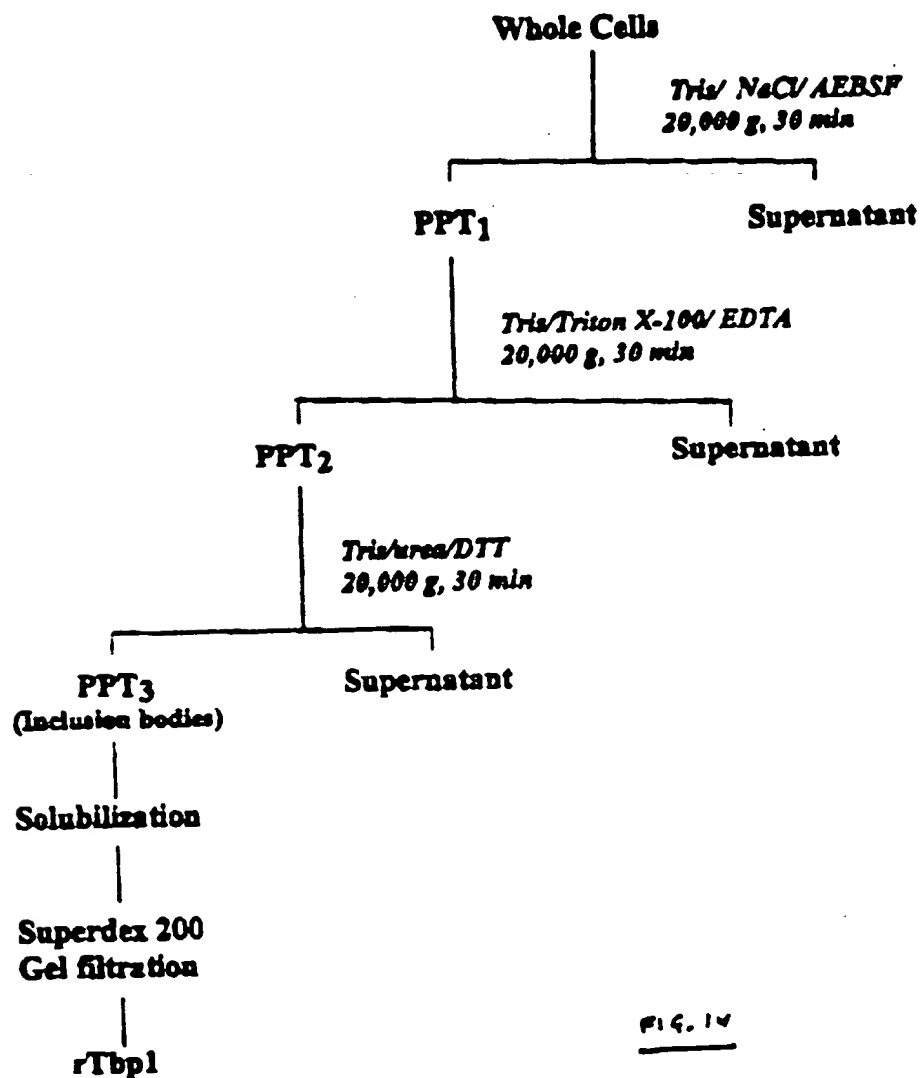 Whole Cells
Tris/ NaCl/ AEBSF
20,000 g, 30 min
PPT1
Supernatant
Tris/Triton X-100/ EDTA
20,000 g, 30 min
PPT2
Supernatant
Tris/urea/DTT
20,000 g, 30 min
PPT3
Supernatant
(Inclusion bodies)
Solubilization
Superdex 200
Gel filtration
rTbp1
FIG.